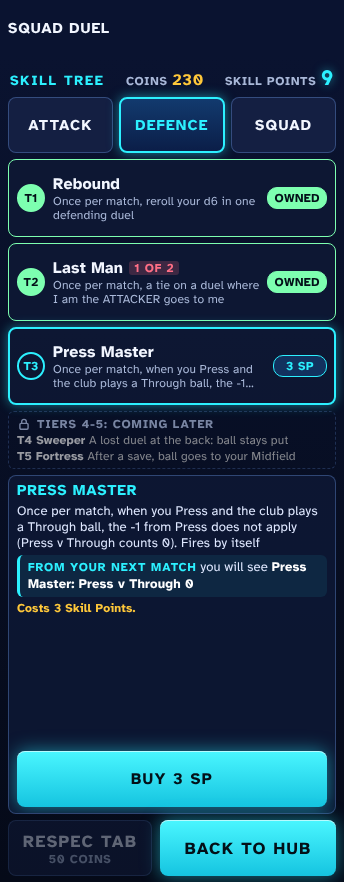 SQUAD DUEL
SKILL TREE COINS 230 SKILL POINTS 9
ATTACK DEFENCE SQUAD
T1 Rebound
Once per match, reroll your d6 in one
defending duel
OWNED
T2 Last Man 1 OF 2
Once per match, a tie on a duel where
I am the ATTACKER goes to me
OWNED
T3 Press Master
Once per match, when you Press and
the club plays a Through ball, the -1...
3 SP
TIERS 4-5: COMING LATER
T4 Sweeper A lost duel at the back: ball stays put
T5 Fortress After a save, ball goes to your Midfield
PRESS MASTER
Once per match, when you Press and the club plays
a Through ball, the -1 from Press does not apply
(Press v Through counts 0). Fires by itself
FROM YOUR NEXT MATCH you will see Press
Master: Press v Through 0
Costs 3 Skill Points.
BUY 3 SP
RESPEC TAB
50 COINS
BACK TO HUB